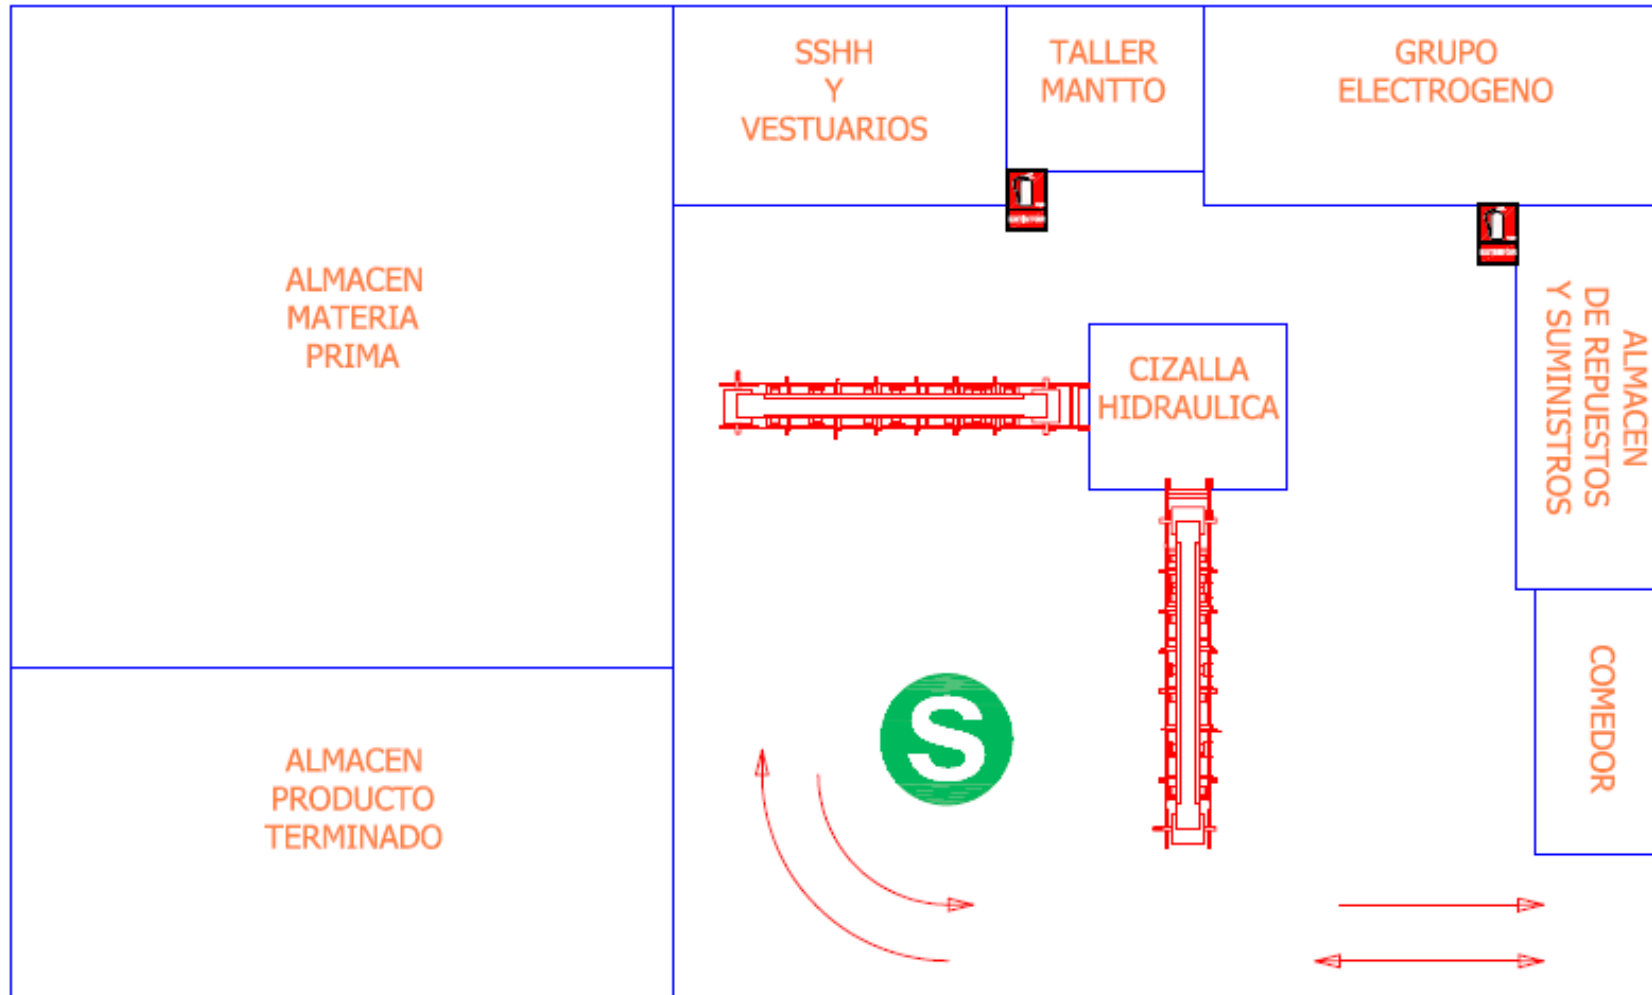 SSHH
Y
VESTUARIOS
TALLER
MANTTO
GRUPO
ELECTROGENO
ALMACEN
MATERIA
PRIMA
CIZALLA
HIDRAULICA
ALMACEN
DE REPUESTOS
Y SUMINISTROS
COMEDOR
S
ALMACEN
PRODUCTO
TERMINADO